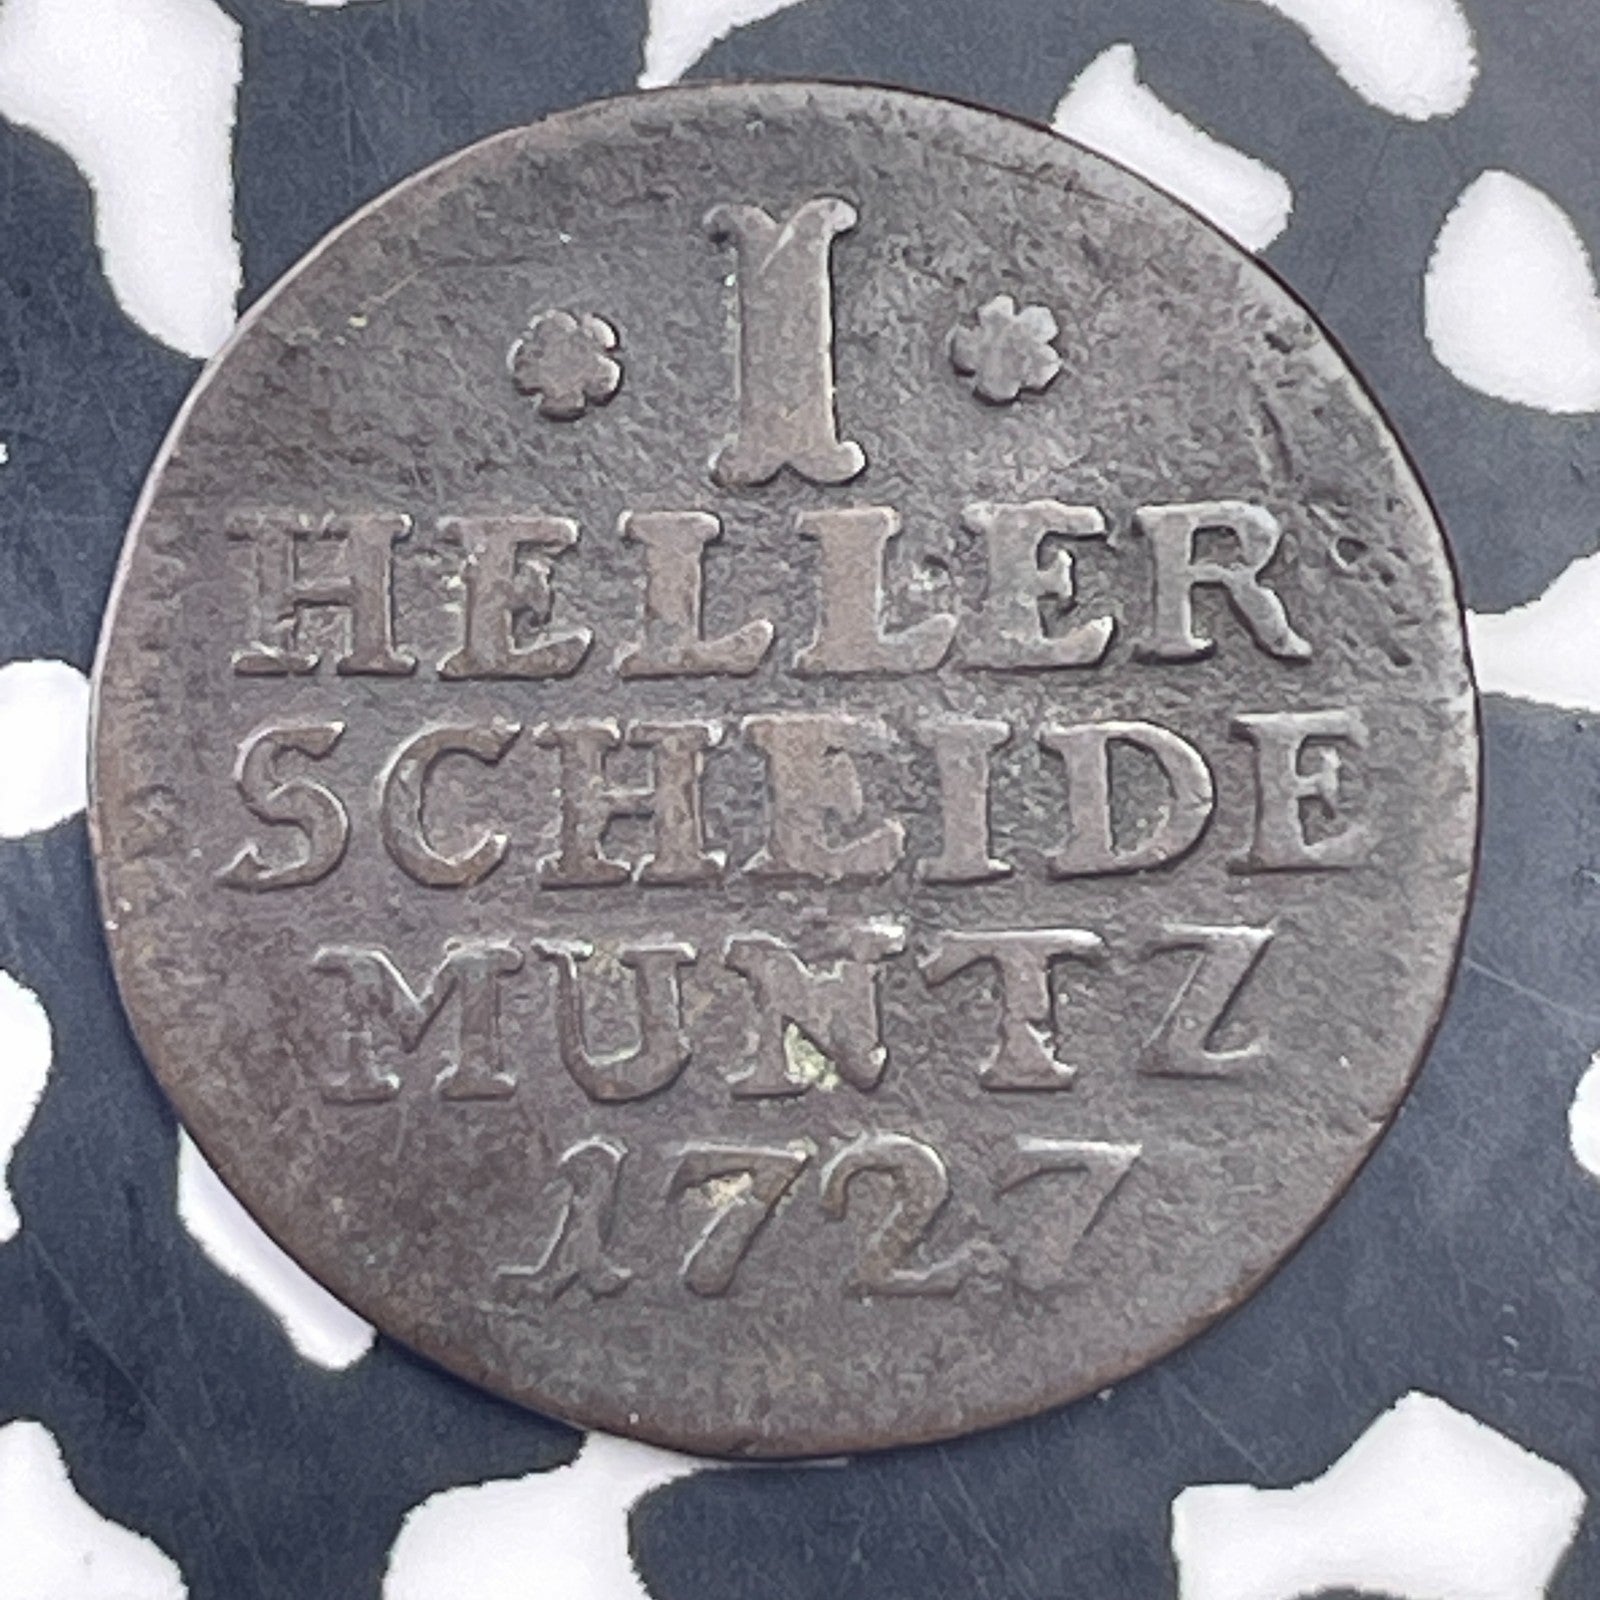 I
HELLER
SCHEIDE
MUNTZ
1727